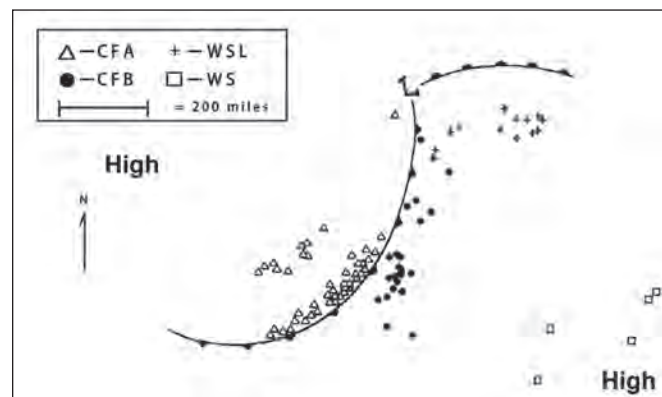 △ — CFA + — WSL
● — CFB □ — WS
= 200 miles
High
N
L
High